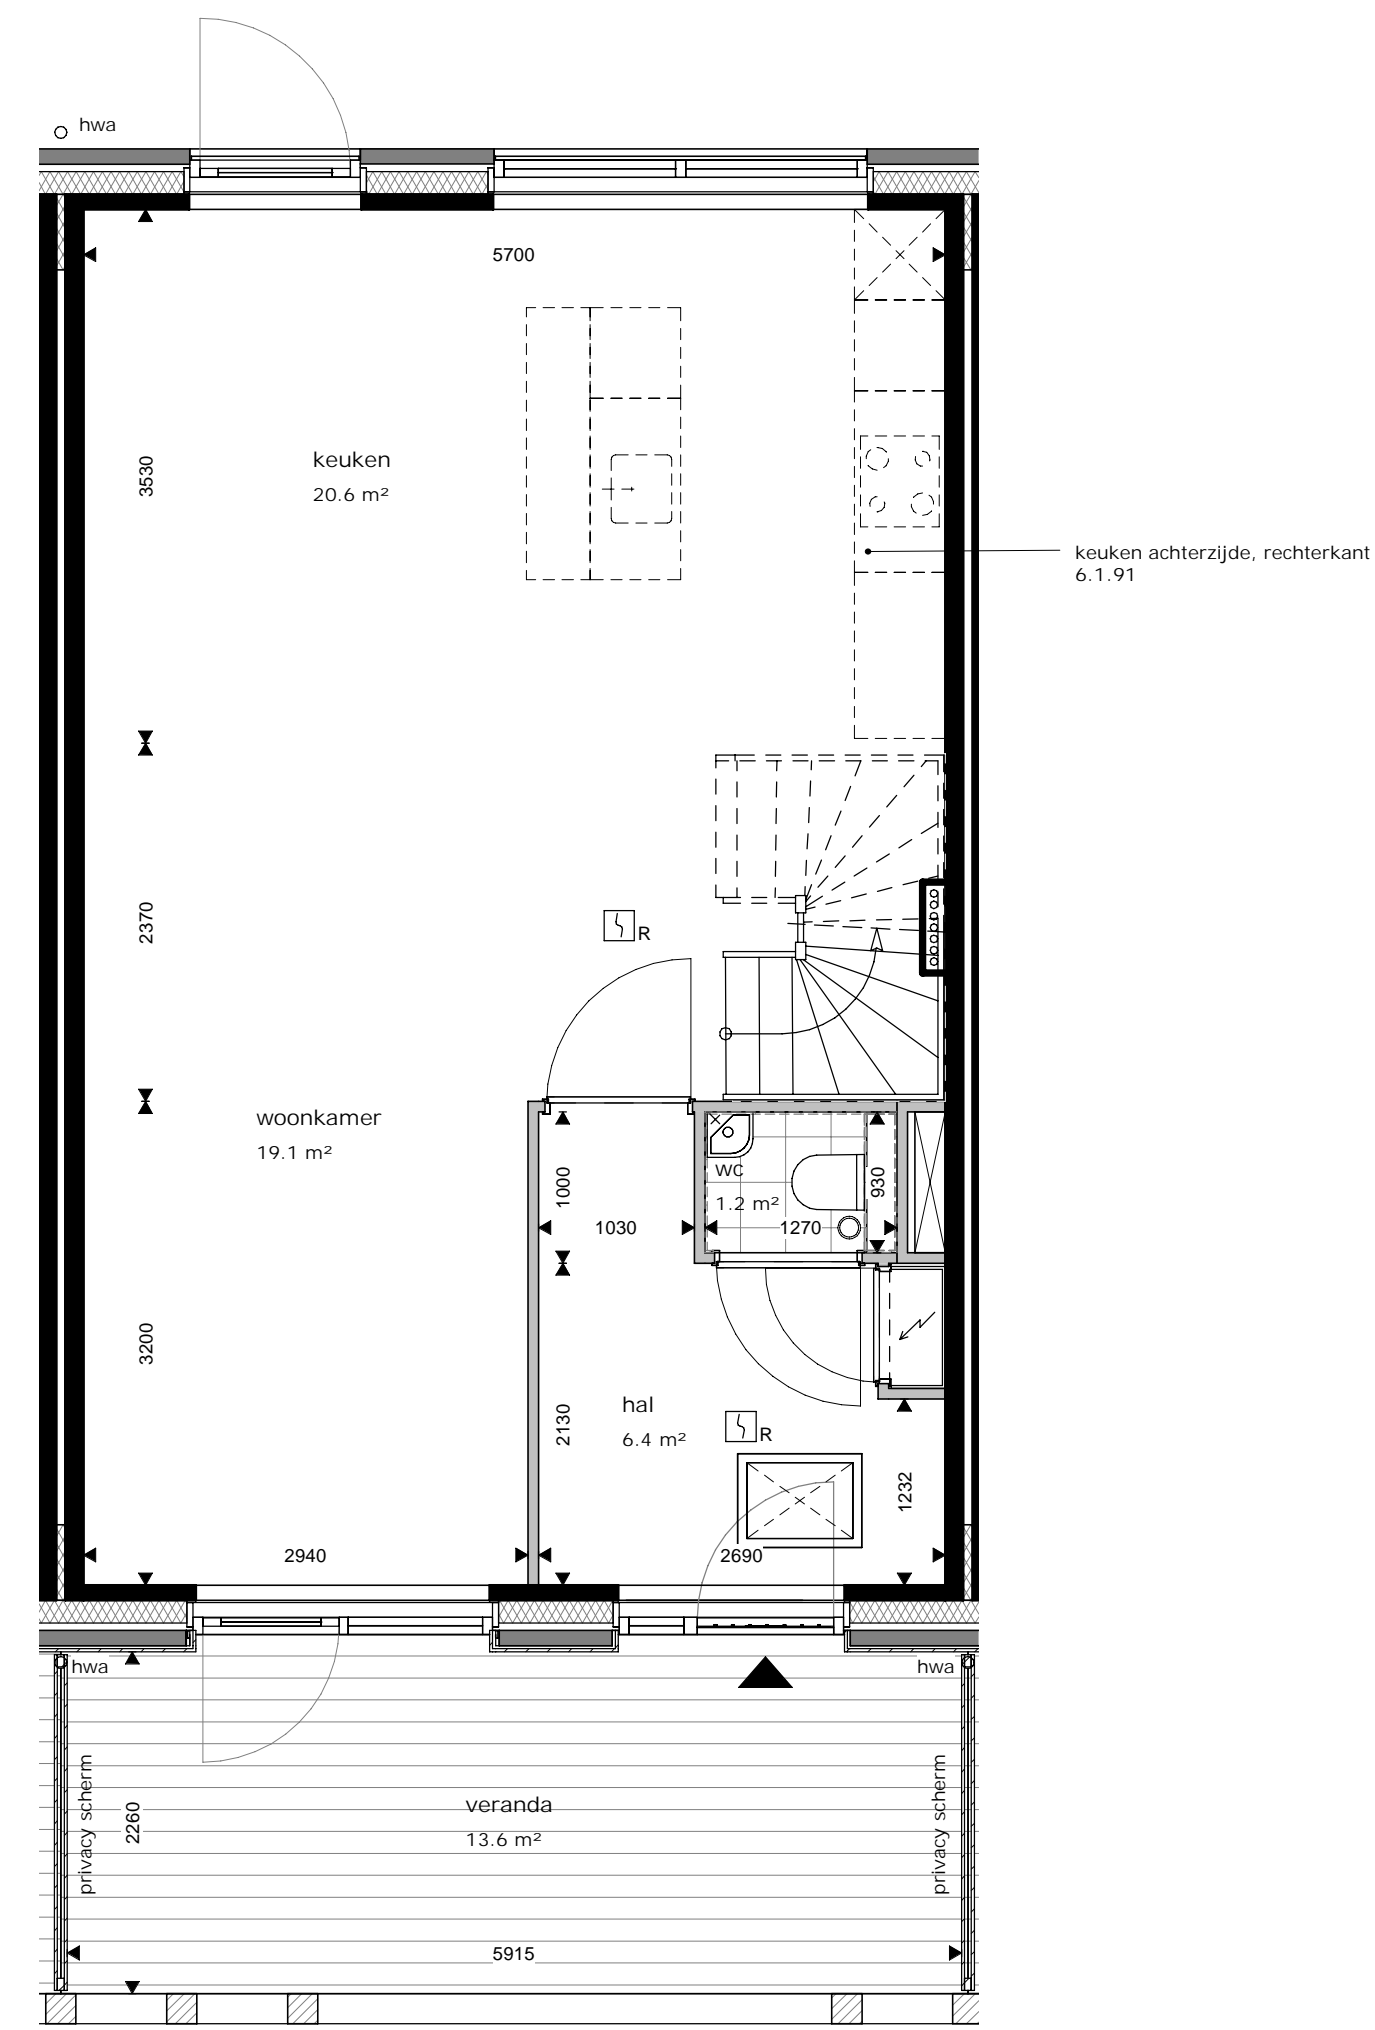 hwa
5700
keuken
20.6 m²
3530
keuken achterzijde, rechterkant
6.1.91
2370
R
woonkamer
19.1 m²
1000
wc
1.2 m²
930
1030
1270
3200
hal
6.4 m²
2130
R
1232
2940
2690
hwa
hwa
privacy scherm
veranda
13.6 m²
2260
privacy scherm
5915